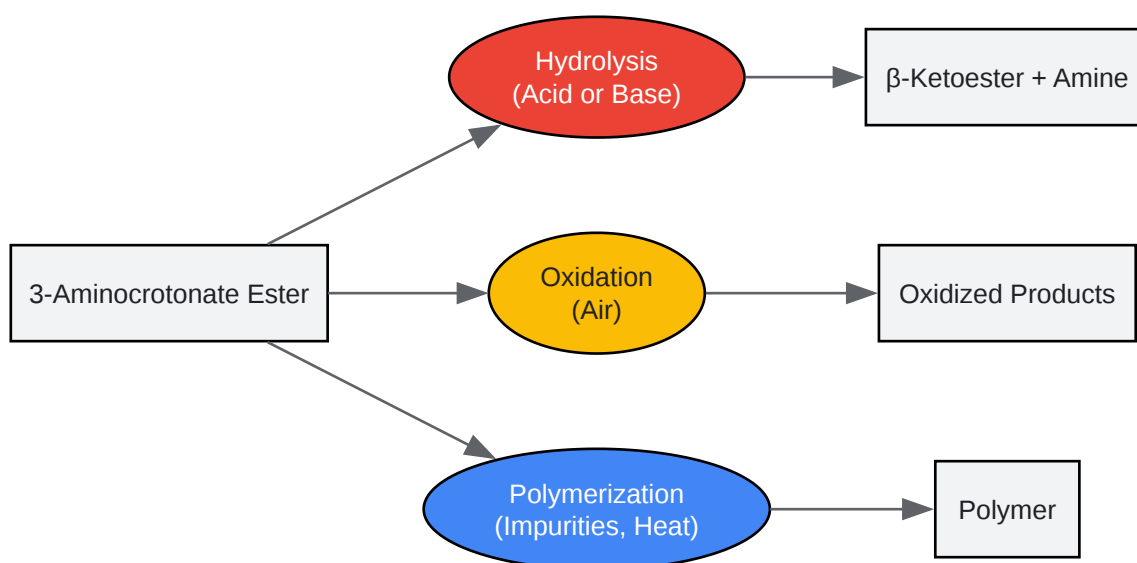 Hydrolysis
(Acid or Base)
β-Ketoester + Amine
3-Aminocrotonate Ester
Oxidation
(Air)
Oxidized Products
Polymerization
(Impurities, Heat)
Polymer